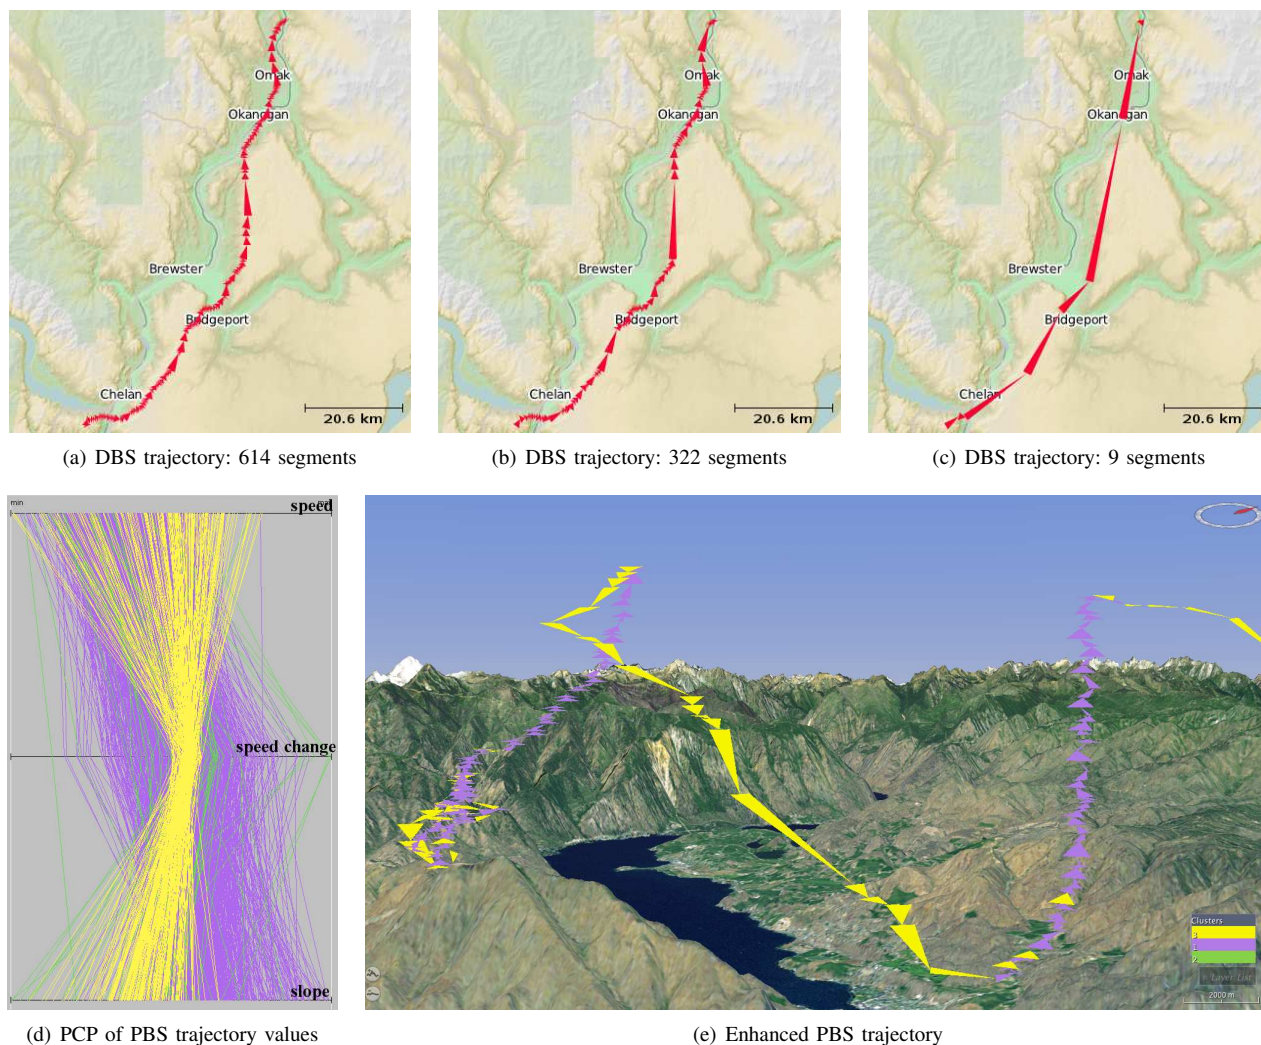 Omak
Okanogan
Brewster
Bridgeport
Chelan
20.6 km
(a) DBS trajectory: 614 segments
Omak
Okanogan
Brewster
Bridgeport
Chelan
20.6 km
(b) DBS trajectory: 322 segments
Omak
Okanogan
Brewster
Bridgeport
Chelan
20.6 km
(c) DBS trajectory: 9 segments
min
speed
speed change
slope
(d) PCP of PBS trajectory values
Clusters
3
1
2
Layer List
2000 m
(e) Enhanced PBS trajectory